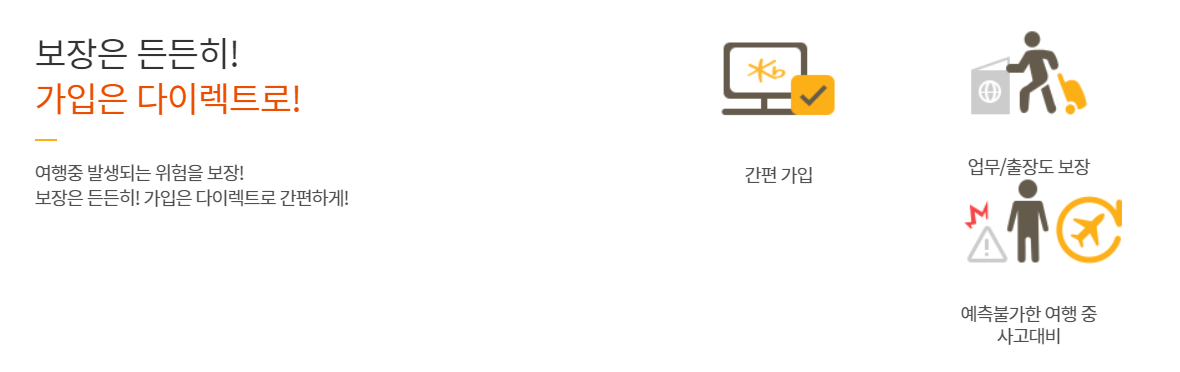 보장은 든든히!
가입은 다이렉트로!
여행중 발생되는 위험을 보장!
보장은 든든히! 가입은 다이렉트로 간편하게!
Kb
간편 가입
업무/출장도 보장
예측불가한 여행 중
사고대비